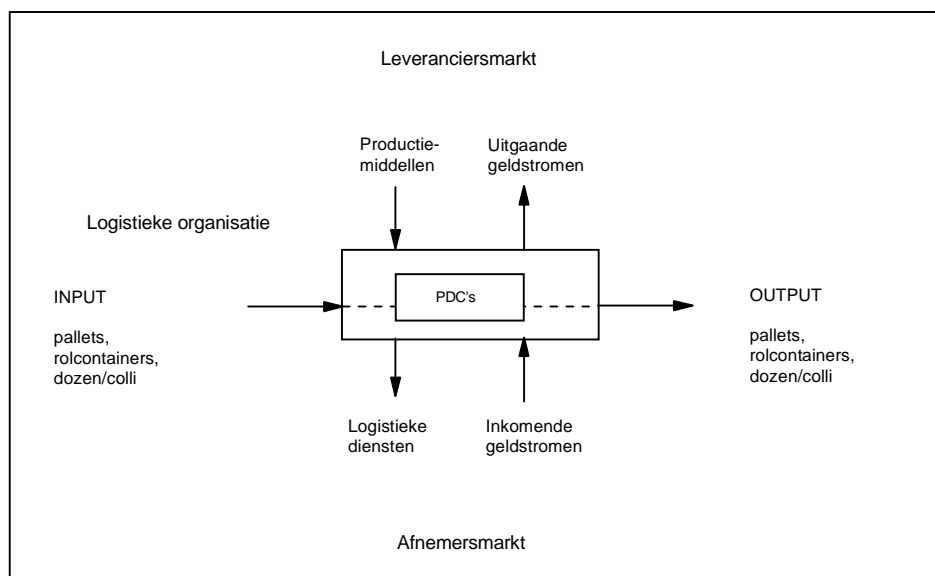 Leveranciersmarkt
Productie-
middellen
Uitgaande
geldstromen
Logistieke organisatie
INPUT
pallets,
rolcontainers,
dozen/colli
PDC's
OUTPUT
pallets,
rolcontainers,
dozen/colli
Logistieke
diensten
Inkomende
geldstromen
Afnemersmarkt